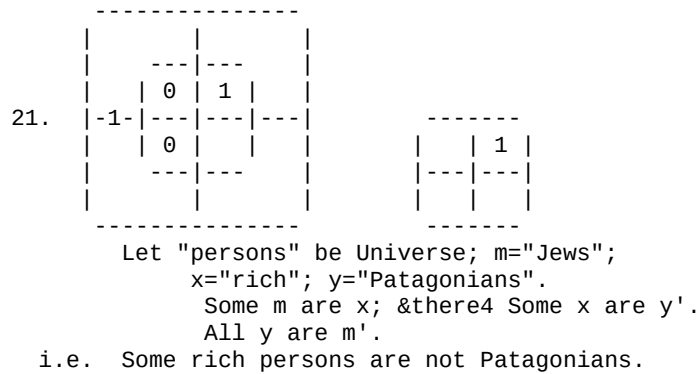 ---------------
     |       |       |
     |    ---|---    |
     |   | 0 | 1 |   |
21.  |-1-|---|---|---|        -------
     |   | 0 |   |   |       |   | 1 |
     |    ---|---    |       |---|---|
     |       |       |       |   |   |
      ---------------         -------
Let "persons" be Universe; m="Jews";
x="rich"; y="Patagonians".
Some m are x; &there4 Some x are y'.
All y are m'.
i.e. Some rich persons are not Patagonians.